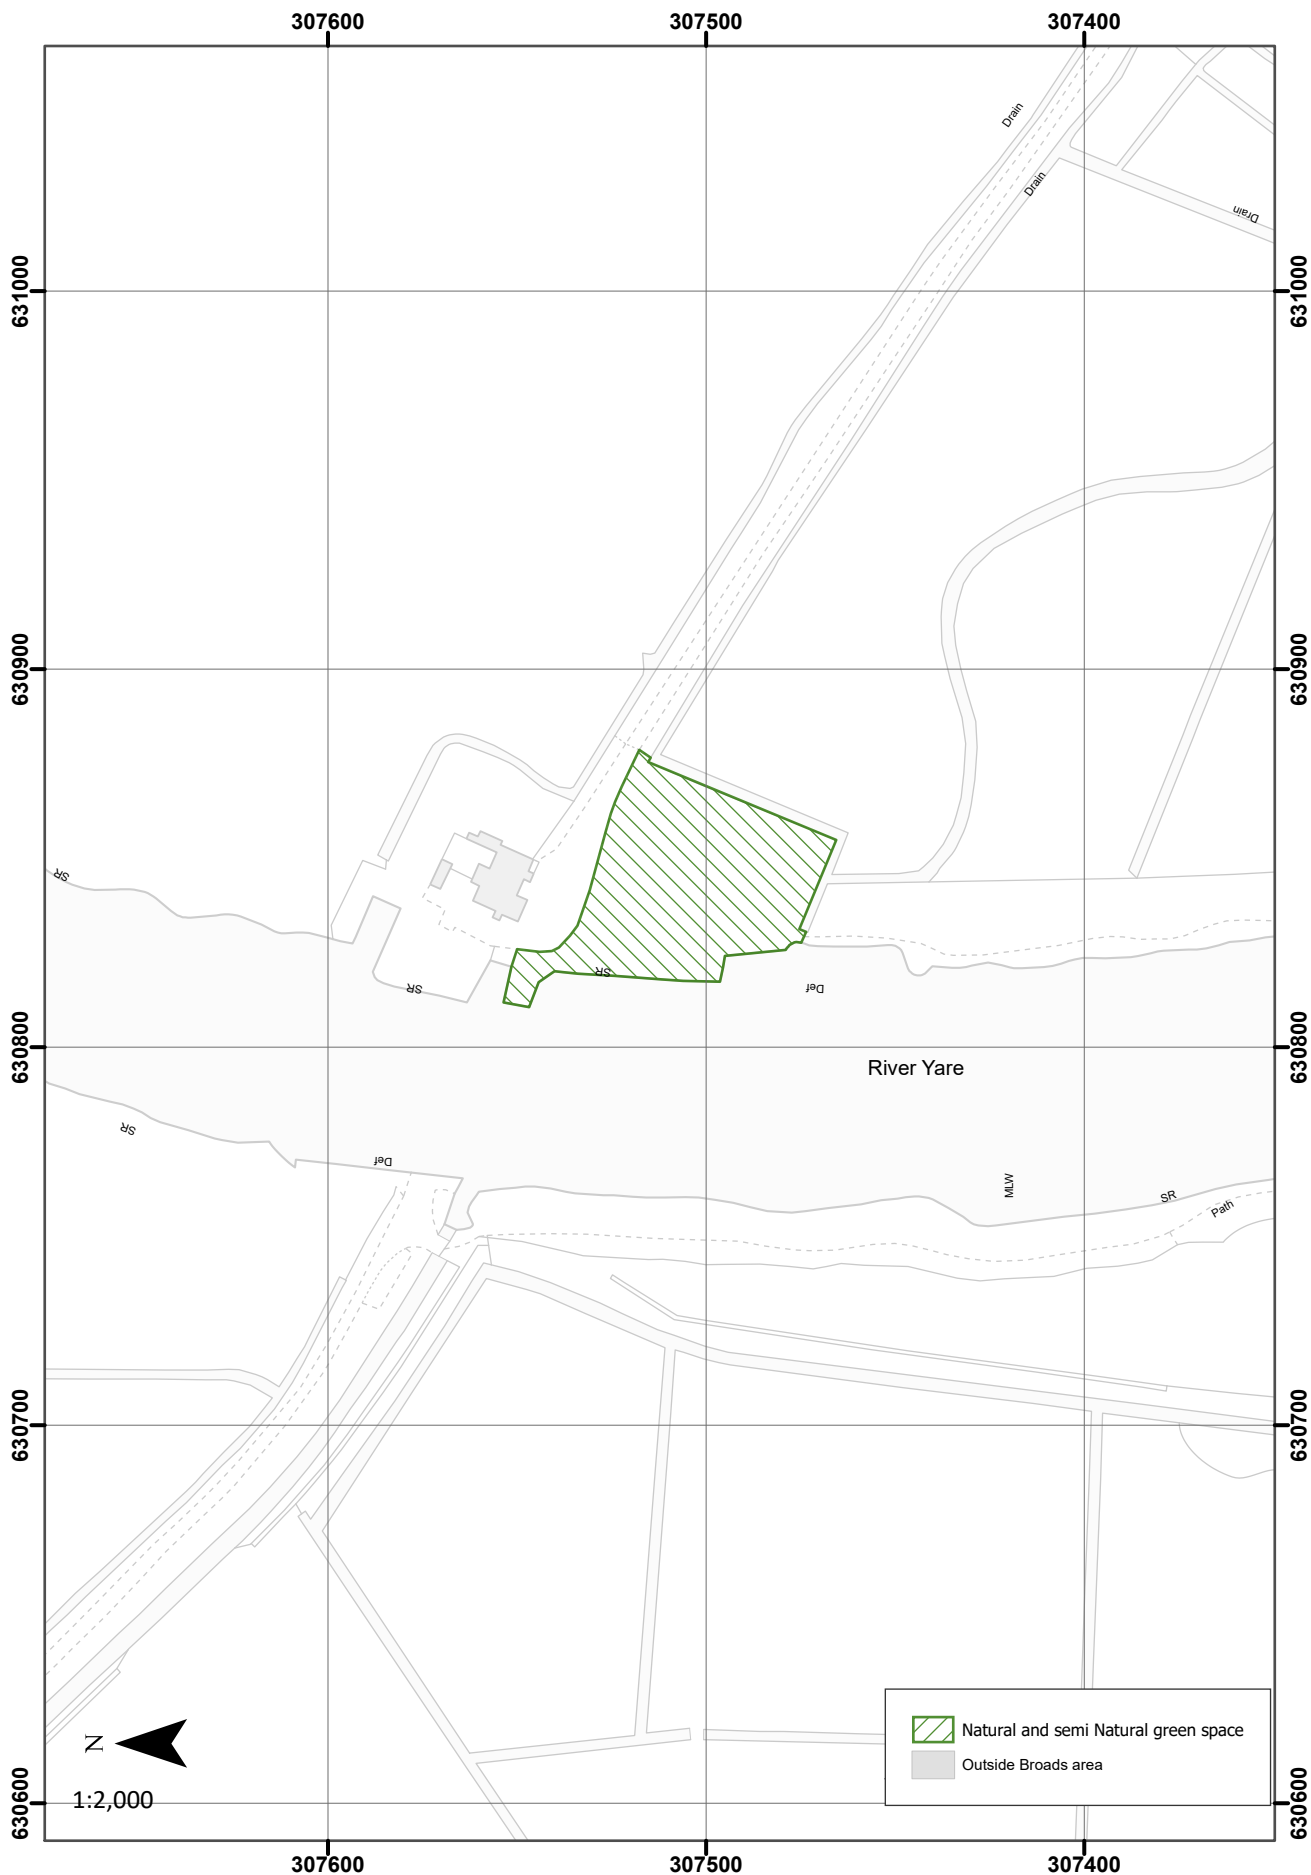 307600 307500 307400
Drain
Drain
Drain
631000 631000
630900 630900
SR
SR
SR
Def
630800 630800
River Yare
SR
Def
MLW
SR
Path
630700 630700
Natural and semi Natural green space
Outside Broads area
N
1:2,000
630600 630600
307600 307500 307400